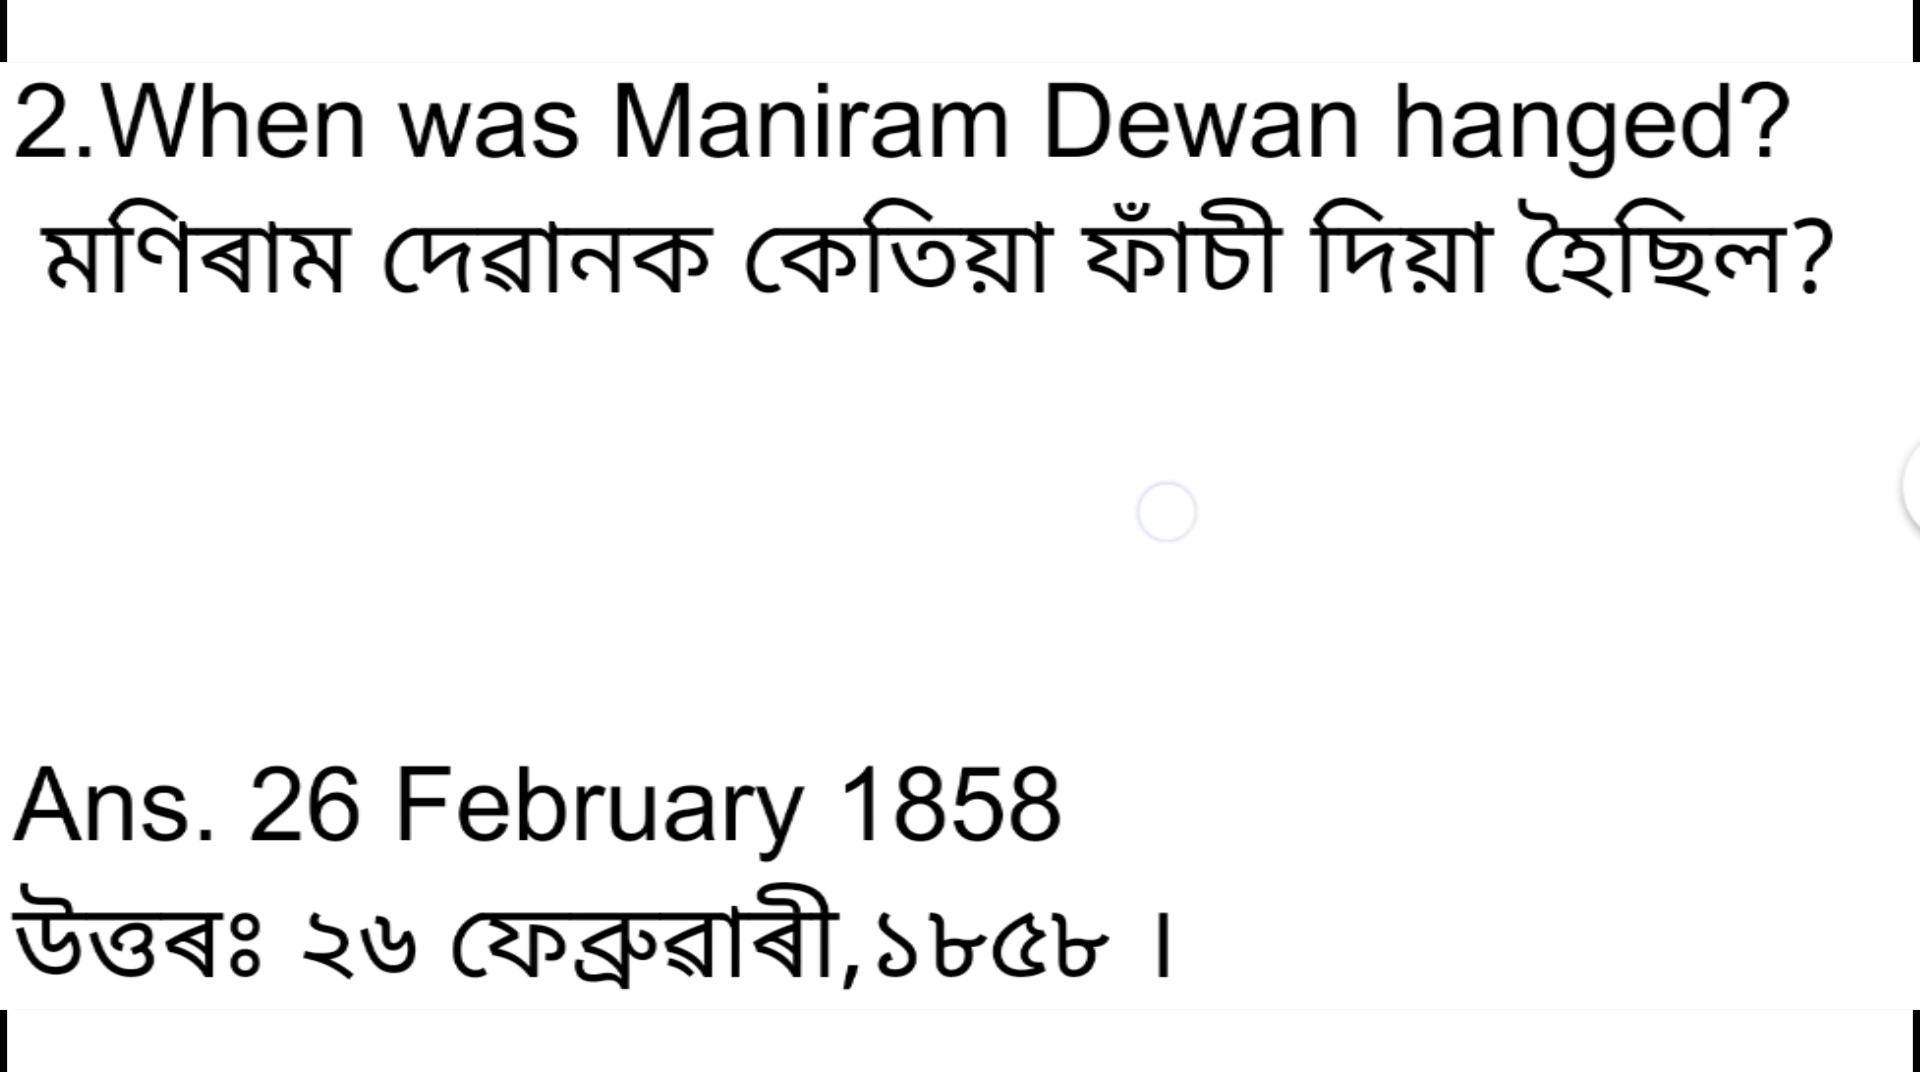 2.When was Maniram Dewan hanged?
মণিৰাম দেৱানক কেতিয়া ফাঁচী দিয়া হৈছিল?
Ans. 26 February 1858
উত্তৰঃ ২৬ ফেব্ৰুৱাৰী,১৮৫৮ ।